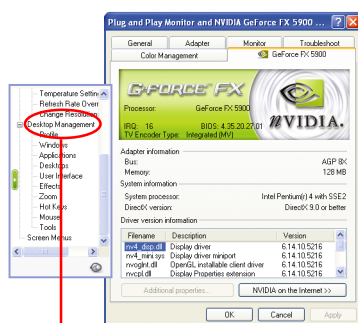 Plug and Play Monitor and NVIDIA GeForce FX 5900 ...
General Adapter Monitor Troubleshoot
Color Management GeForce FX 5900
GEFORCE FX
Processor: GeForce FX 5900
IRQ: 16 BIOS: 4.35.20.27.01
TV Encoder Type: Integrated (MV)
NVIDIA.
Adapter information
Bus: AGP 8X
Memory: 128 MB
System information
System processor: Intel Pentium(r) 4 with SSE2
DirectX version: DirectX 9.0 or better
Driver version information
Filename Description Version
nv4_disp.dll Display driver 6.14.10.5216
nv4_mini.sys Display driver miniport 6.14.10.5216
nvoglnt.dll OpenGL installable client driver 6.14.10.5216
nvcpl.dll Display Properties extension 6.14.10.5216
Additional properties... NVIDIA on the Internet >>
OK Cancel Apply
Temperature Settin
Refresh Rate Over
Change Resolution
Desktop Management
Profile
Windows
Applications
Desktops
User Interface
Effects
Zoom
Hot Keys
Mouse
Tools
Screen Menus